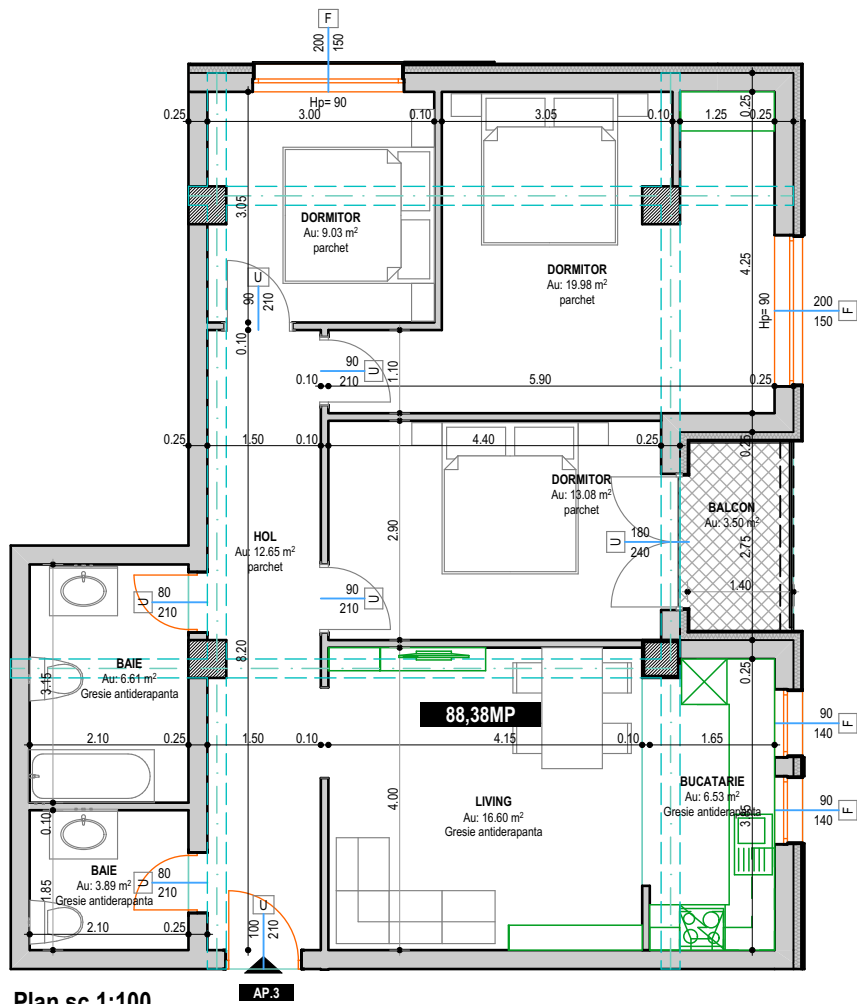 F
200
150
Hp= 90
0.25
3.00
0.10
3.05
0.10
1.25
0.25
0.25
3.05
DORMITOR
Au: 9.03 m²
parchet
DORMITOR
Au: 19.98 m²
parchet
4.25
Hp= 90
200
150
F
U
90
210
0.10
90
210
U
1.10
0.10
5.90
0.25
0.25
1.50
0.10
4.40
0.25
0.25
DORMITOR
Au: 13.08 m²
parchet
BALCON
Au: 3.50 m²
2.75
1.40
HOL
Au: 12.65 m²
parchet
2.90
U
180
240
80
210
U
90
210
U
BAIE
Au: 6.61 m²
Gresie antiderapanta
3.15
8.20
0.25
88,38MP
90
140
F
2.10
0.25
1.50
0.10
4.15
0.10
1.65
LIVING
Au: 16.60 m²
Gresie antiderapanta
4.00
BUCATARIE
Au: 6.53 m²
Gresie antiderapanta
90
140
F
0.10
BAIE
Au: 3.89 m²
Gresie antiderapanta
80
210
U
1.85
2.10
0.25
U
100
210
AP.3
Plan sc 1:100